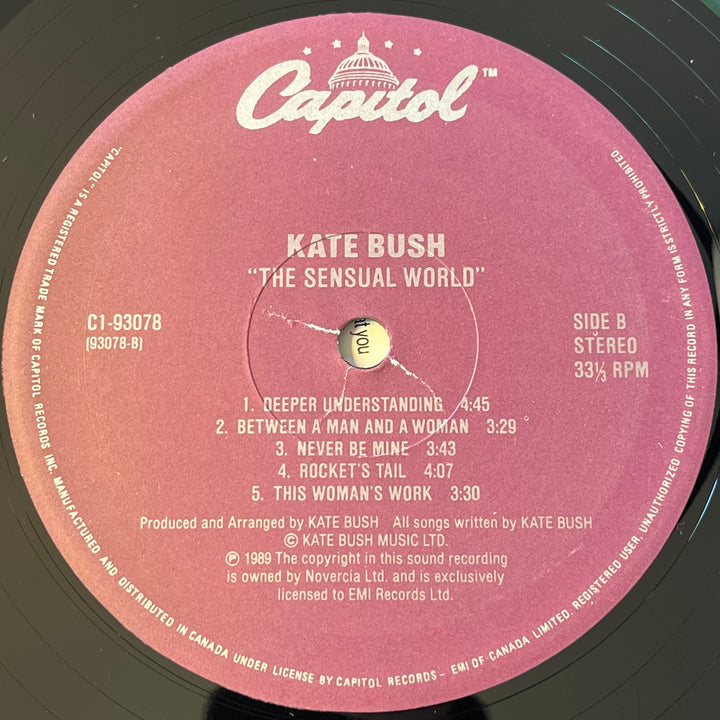 Capitol™
KATE BUSH
“THE SENSUAL WORLD”
C1-93078
(93078-B)
SIDE B
STEREO
33⅓ RPM
at you
1. DEEPER UNDERSTANDING 4:45
2. BETWEEN A MAN AND A WOMAN 3:29
3. NEVER BE MINE 3:43
4. ROCKET'S TAIL 4:07
5. THIS WOMAN'S WORK 3:30
Produced and Arranged by KATE BUSH All songs written by KATE BUSH
© KATE BUSH MUSIC LTD.
℗ 1989 The copyright in this sound recording
is owned by Novercia Ltd. and is exclusively
licensed to EMI Records Ltd.
"CAPITOL" IS A REGISTERED TRADE MARK OF CAPITOL RECORDS INC. MANUFACTURED AND DISTRIBUTED IN CANADA UNDER LICENSE BY CAPITOL RECORDS - EMI OF CANADA LIMITED, REGISTERED USER. UNAUTHORIZED COPYING OF THIS RECORD IN ANY FORM IS STRICTLY PROHIBITED.